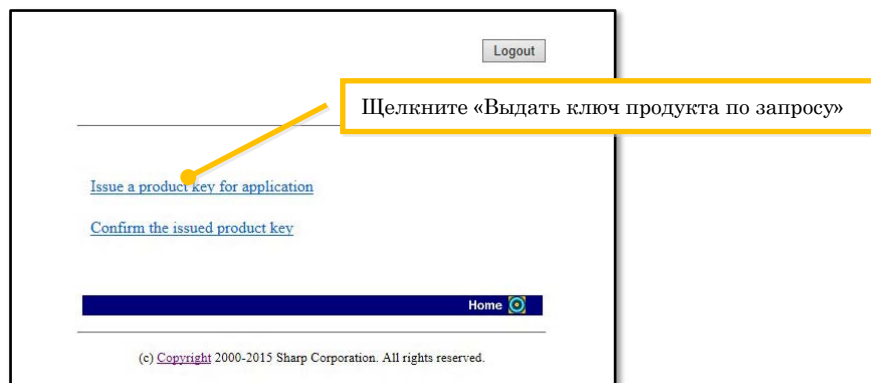 Logout
Щелкните «Выдать ключ продукта по запросу»
Issue a product key for application
Confirm the issued product key
Home
(c) Copyright 2000-2015 Sharp Corporation. All rights reserved.